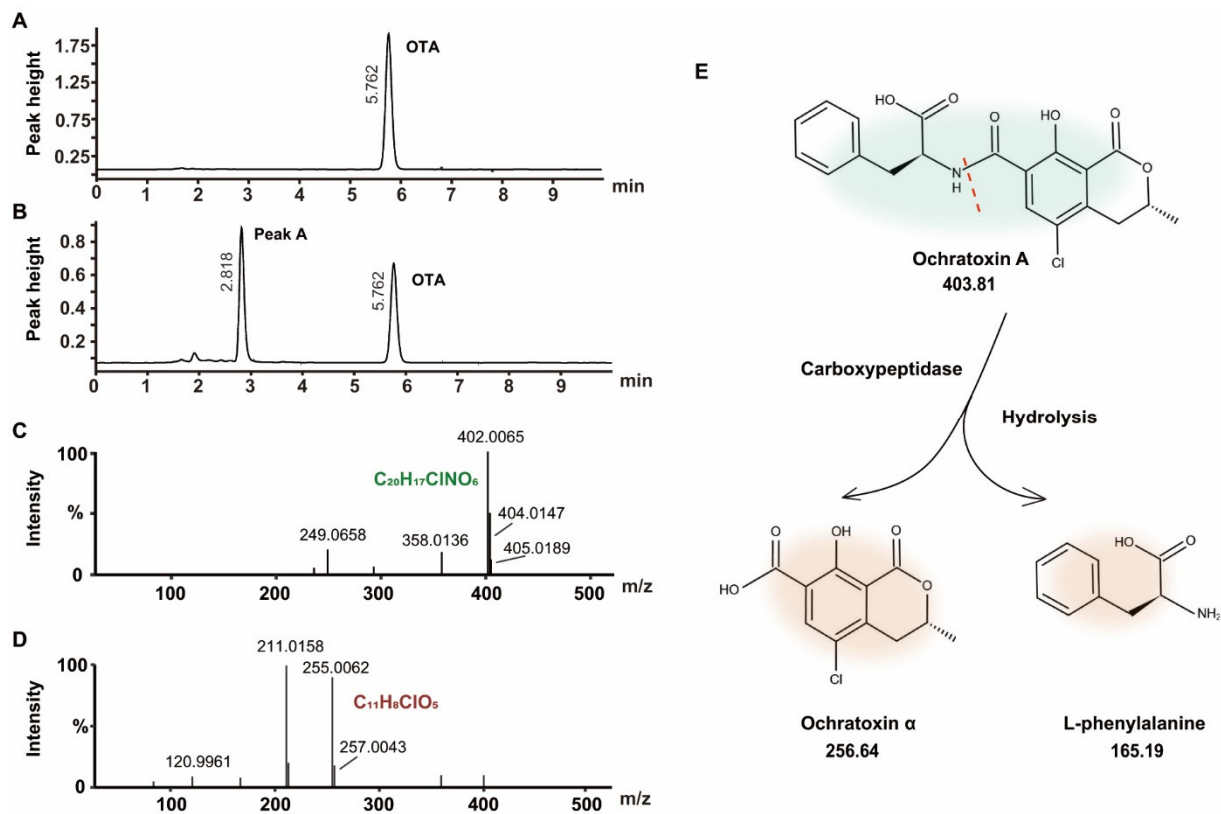 A
Peak height
1.75
1.25
0.75
0.25
OTA
5.762
0 1 2 3 4 5 6 7 8 9 min
B
Peak height
0.8
0.6
0.4
0.2
Peak A
2.818
OTA
5.762
0 1 2 3 4 5 6 7 8 9 min
C
Intensity
100
%
0
402.0065
C₂₀H₁₇ClNO₆
404.0147
249.0658
358.0136
405.0189
100 200 300 400 500 m/z
D
Intensity
100
%
0
211.0158
255.0062
C₁₁H₈ClO₅
257.0043
120.9961
100 200 300 400 500 m/z
E
HO
O
O
OH
O
O
N
H
Cl
Ochratoxin A
403.81
Carboxypeptidase
Hydrolysis
O
OH
O
HO
O
Cl
HO
O
NH₂
Ochratoxin α
256.64
L-phenylalanine
165.19